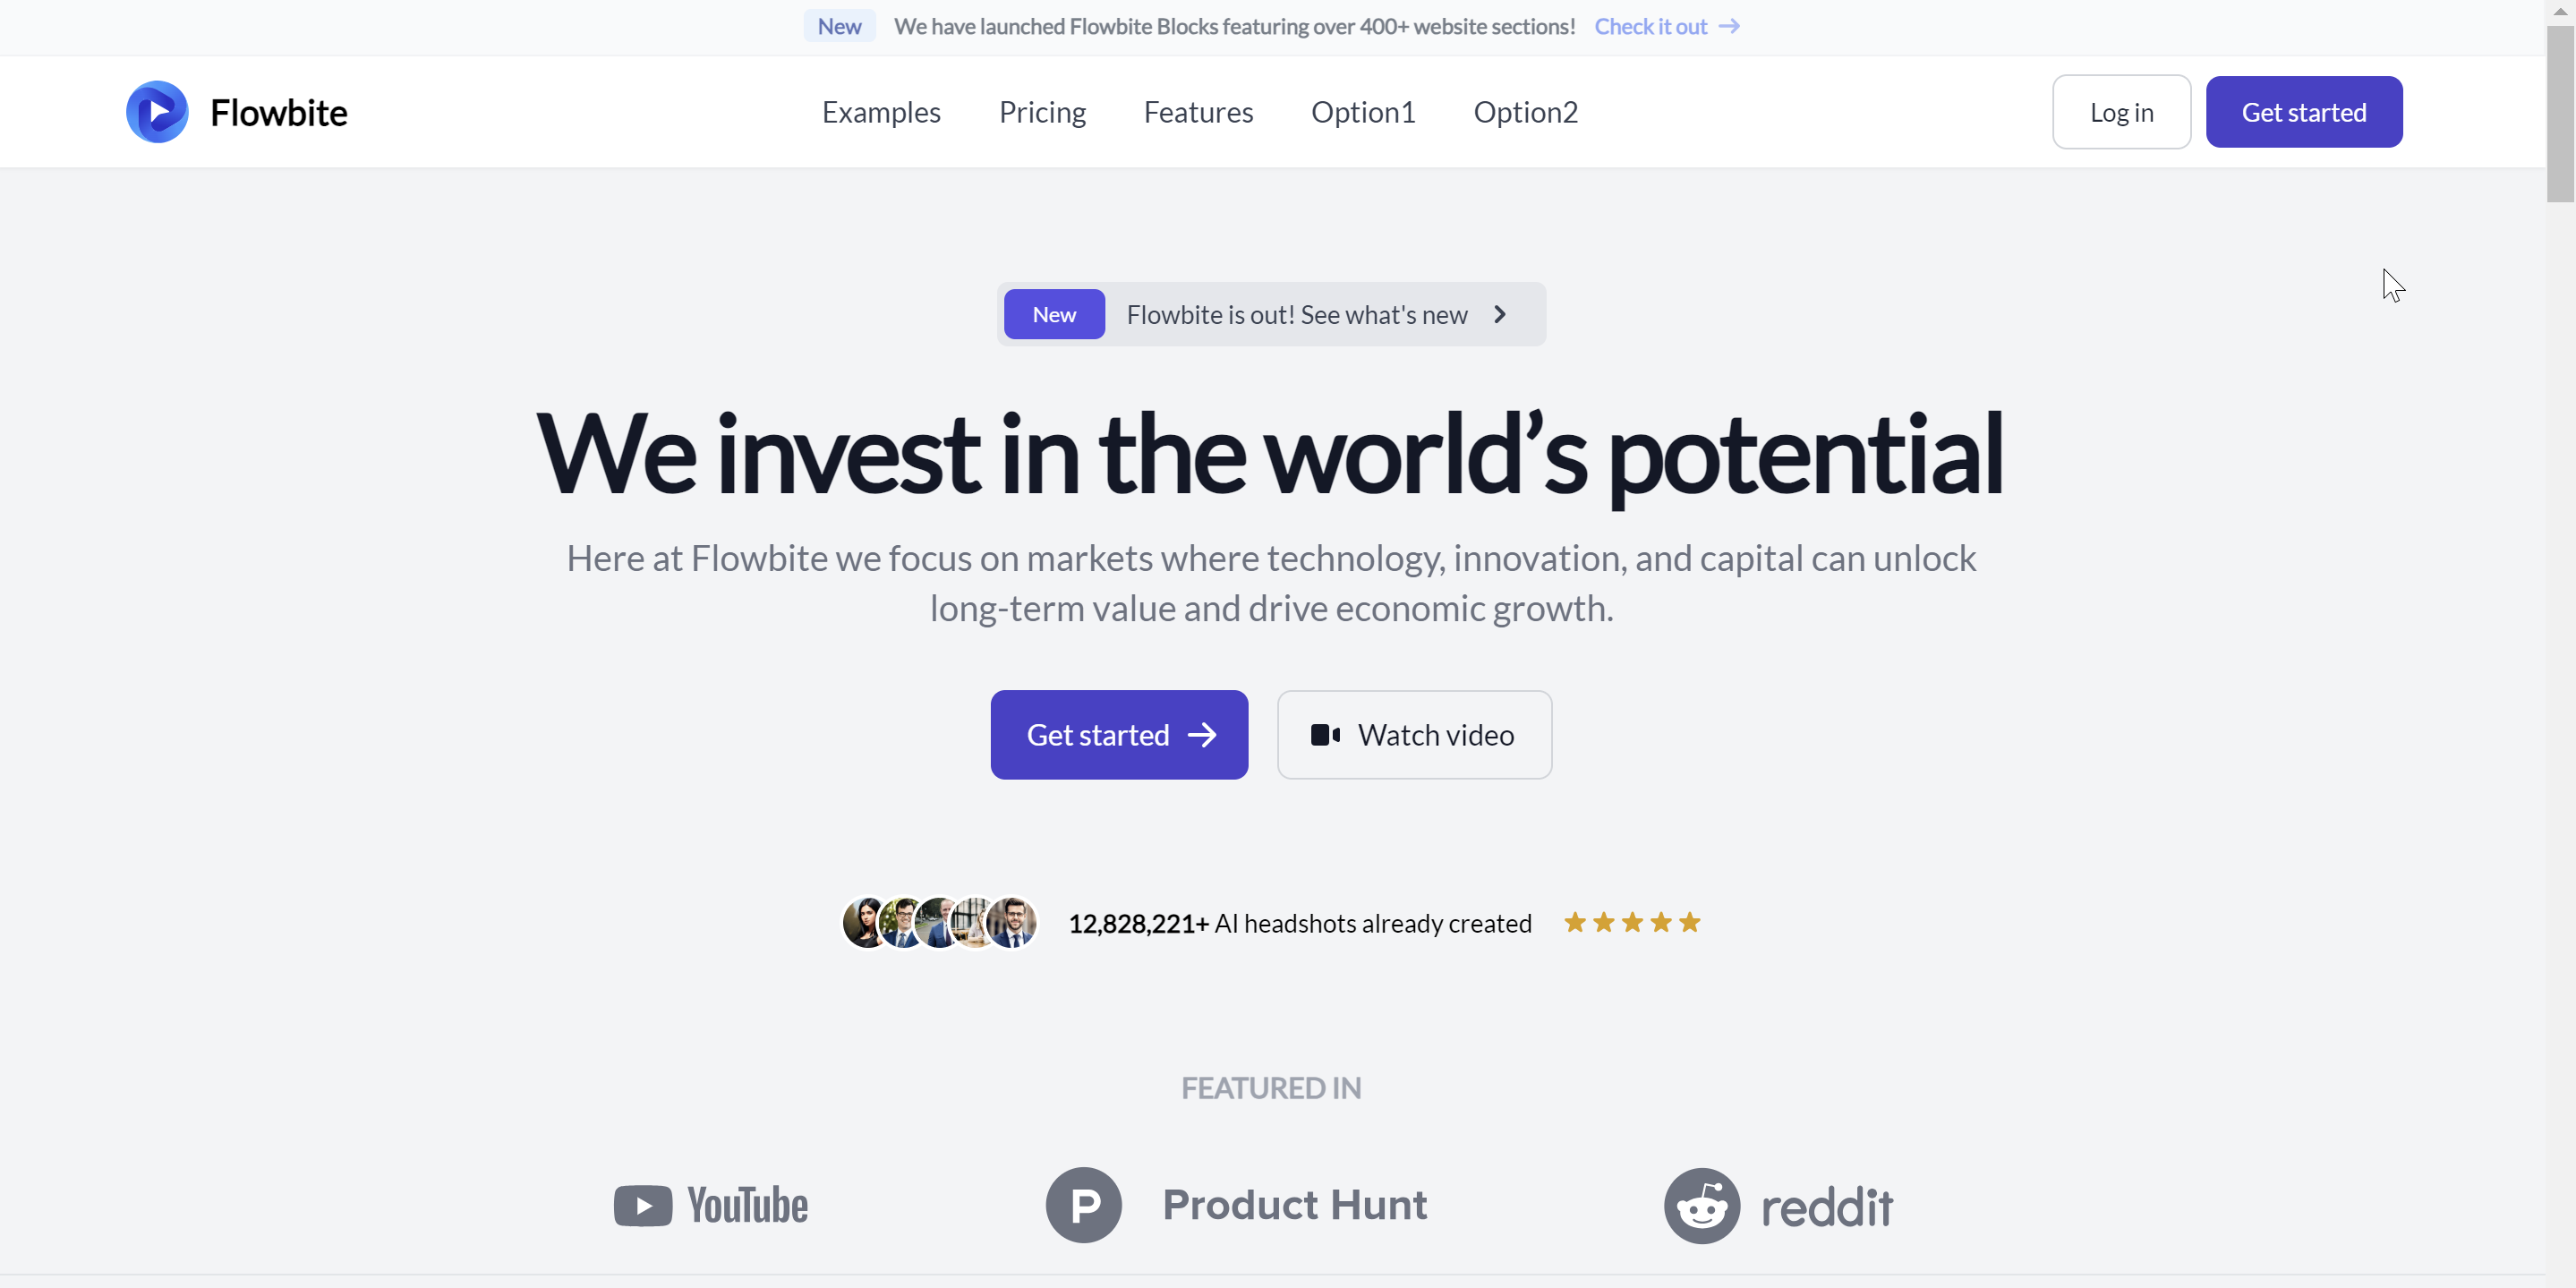 New We have launched Flowbite Blocks featuring over 400+ website sections! Check it out
Flowbite Examples Pricing Features Option1 Option2 Log in Get started
New Flowbite is out! See what's new
We invest in the world’s potential
Here at Flowbite we focus on markets where technology, innovation, and capital can unlock
long-term value and drive economic growth.
Get started Watch video
12,828,221+ AI headshots already created
FEATURED IN
YouTube Product Hunt reddit